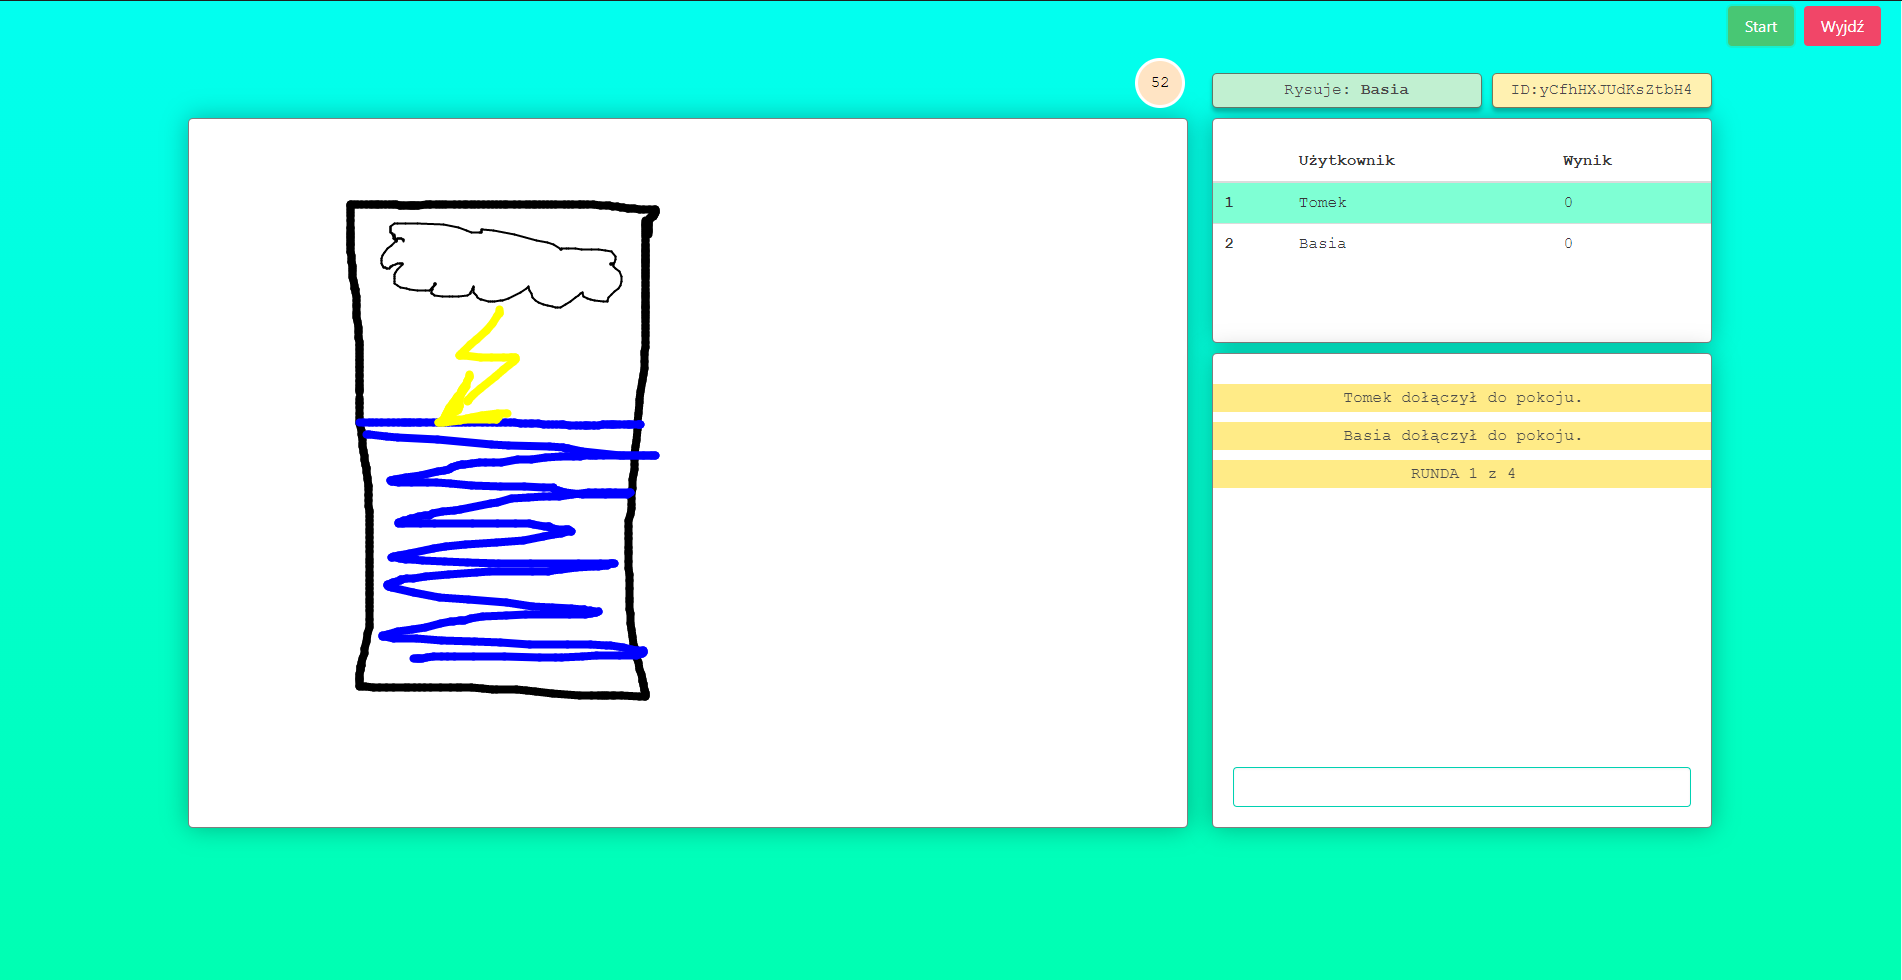 Start Wyjdź
52
Rysuje: Basia
ID:yCfhHXJUdKsZtbH4
Użytkownik Wynik
1 Tomek 0
2 Basia 0
Tomek dołączył do pokoju.
Basia dołączył do pokoju.
RUNDA 1 z 4